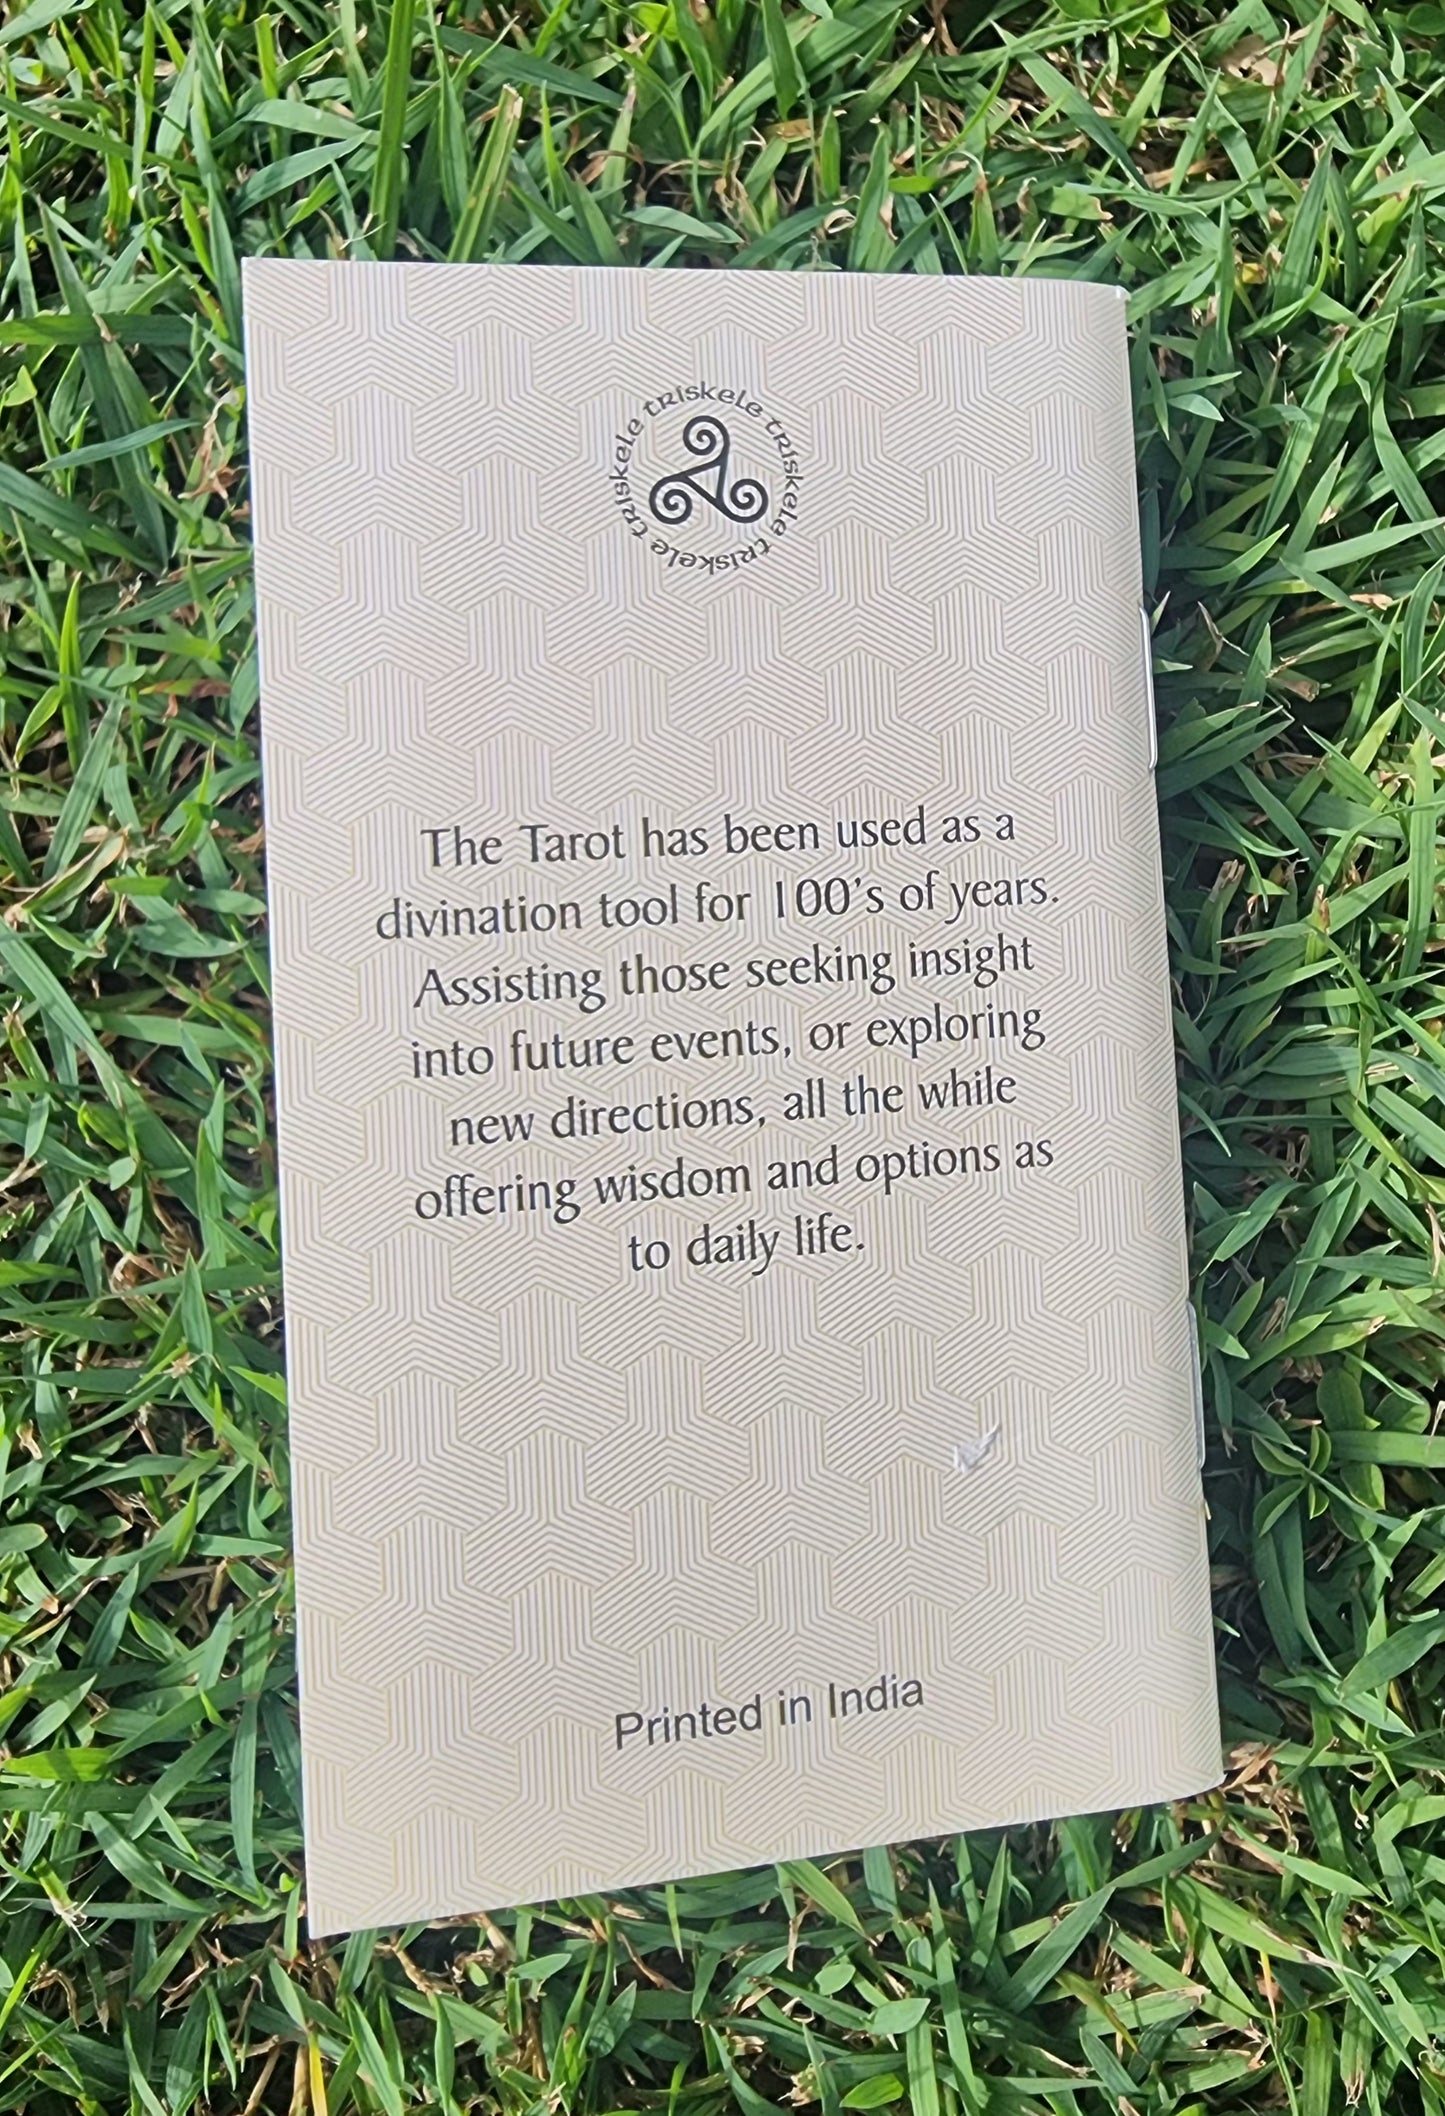 triskele triskele triskele triskele
The Tarot has been used as a
divination tool for 100's of years.
Assisting those seeking insight
into future events, or exploring
new directions, all the while
offering wisdom and options as
to daily life.
Printed in India